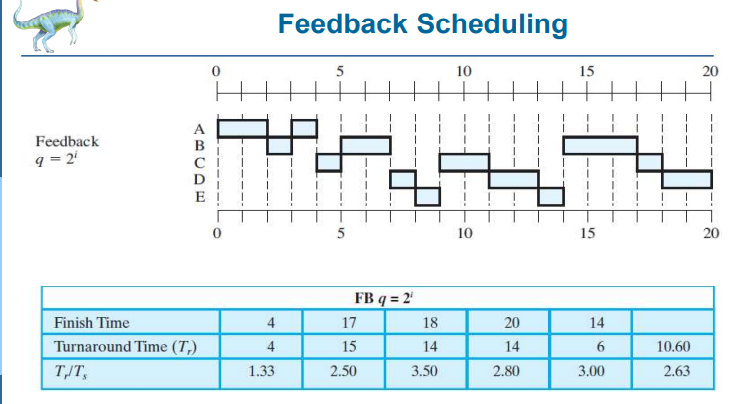 Feedback Scheduling
0 5 10 15 20
Feedback
q = 2^i
A
B
C
D
E
0 5 10 15 20
FB q = 2^i
Finish Time 4 17 18 20 14
Turnaround Time (T_r) 4 15 14 14 6 10.60
T_r/T_s 1.33 2.50 3.50 2.80 3.00 2.63